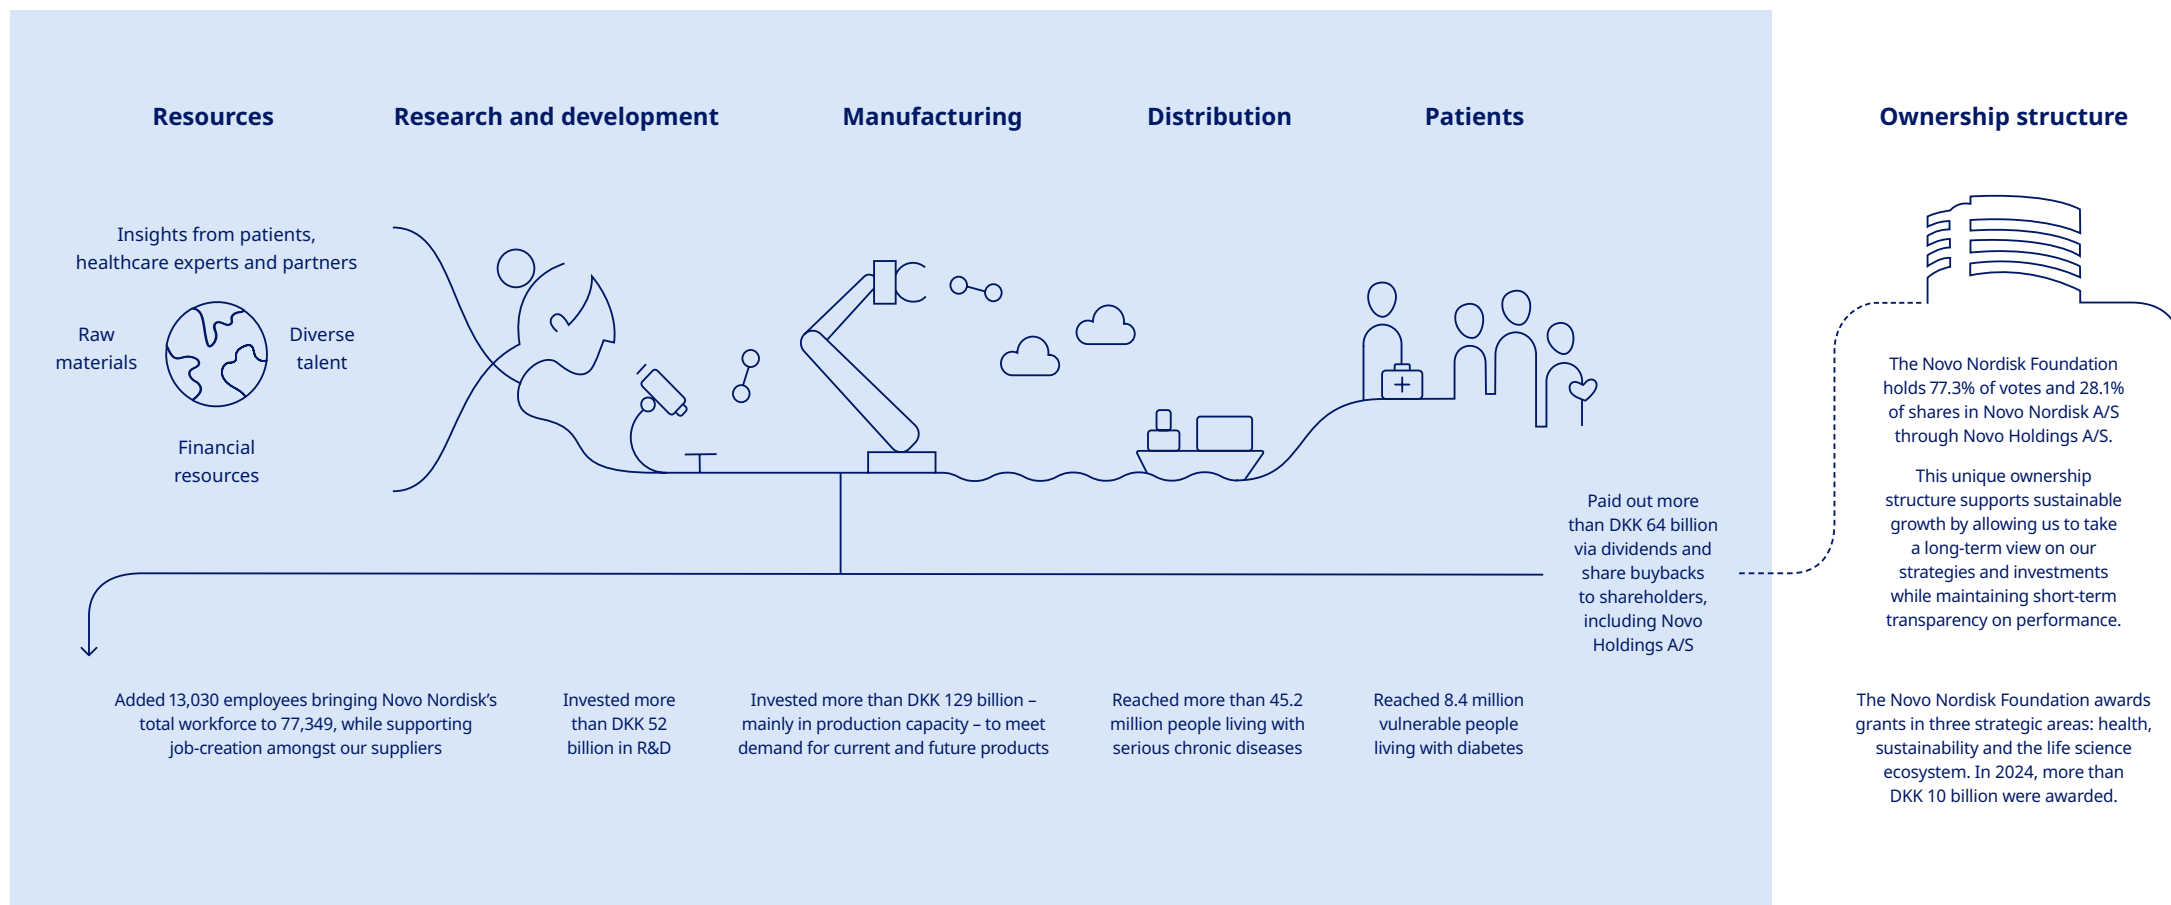 Resources
Research and development
Manufacturing
Distribution
Patients
Ownership structure
Insights from patients,
healthcare experts and partners
Raw
materials
Diverse
talent
Financial
resources
Paid out more
than DKK 64 billion
via dividends and
share buybacks
to shareholders,
including Novo
Holdings A/S
The Novo Nordisk Foundation
holds 77.3% of votes and 28.1%
of shares in Novo Nordisk A/S
through Novo Holdings A/S.
This unique ownership
structure supports sustainable
growth by allowing us to take
a long-term view on our
strategies and investments
while maintaining short-term
transparency on performance.
Added 13,030 employees bringing Novo Nordisk’s
total workforce to 77,349, while supporting
job-creation amongst our suppliers
Invested more
than DKK 52
billion in R&D
Invested more than DKK 129 billion –
mainly in production capacity – to meet
demand for current and future products
Reached more than 45.2
million people living with
serious chronic diseases
Reached 8.4 million
vulnerable people
living with diabetes
The Novo Nordisk Foundation awards
grants in three strategic areas: health,
sustainability and the life science
ecosystem. In 2024, more than
DKK 10 billion were awarded.